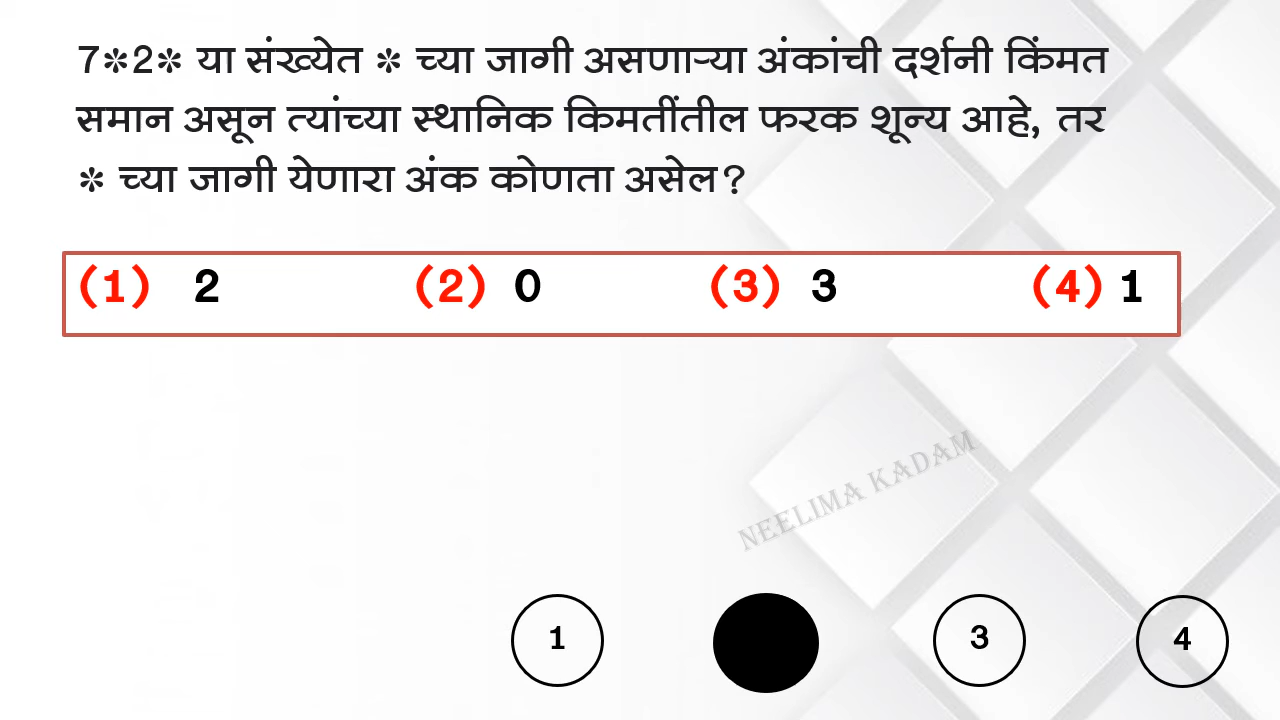 7*2* या संख्येत * च्या जागी असणाऱ्या अंकांची दर्शनी किंमत
समान असून त्यांच्या स्थानिक किमतींतील फरक शून्य आहे, तर
* च्या जागी येणारा अंक कोणता असेल?
(1) 2 (2) 0 (3) 3 (4) 1
NEELIMA KADAM
1 3 4